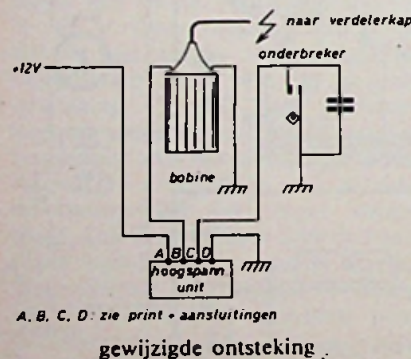 naar verdelerkap
onderbreker
+12V
bobine
A B C D
hoogspann
unit
A, B, C, D: zie print + aansluitingen
gewijzigde ontsteking